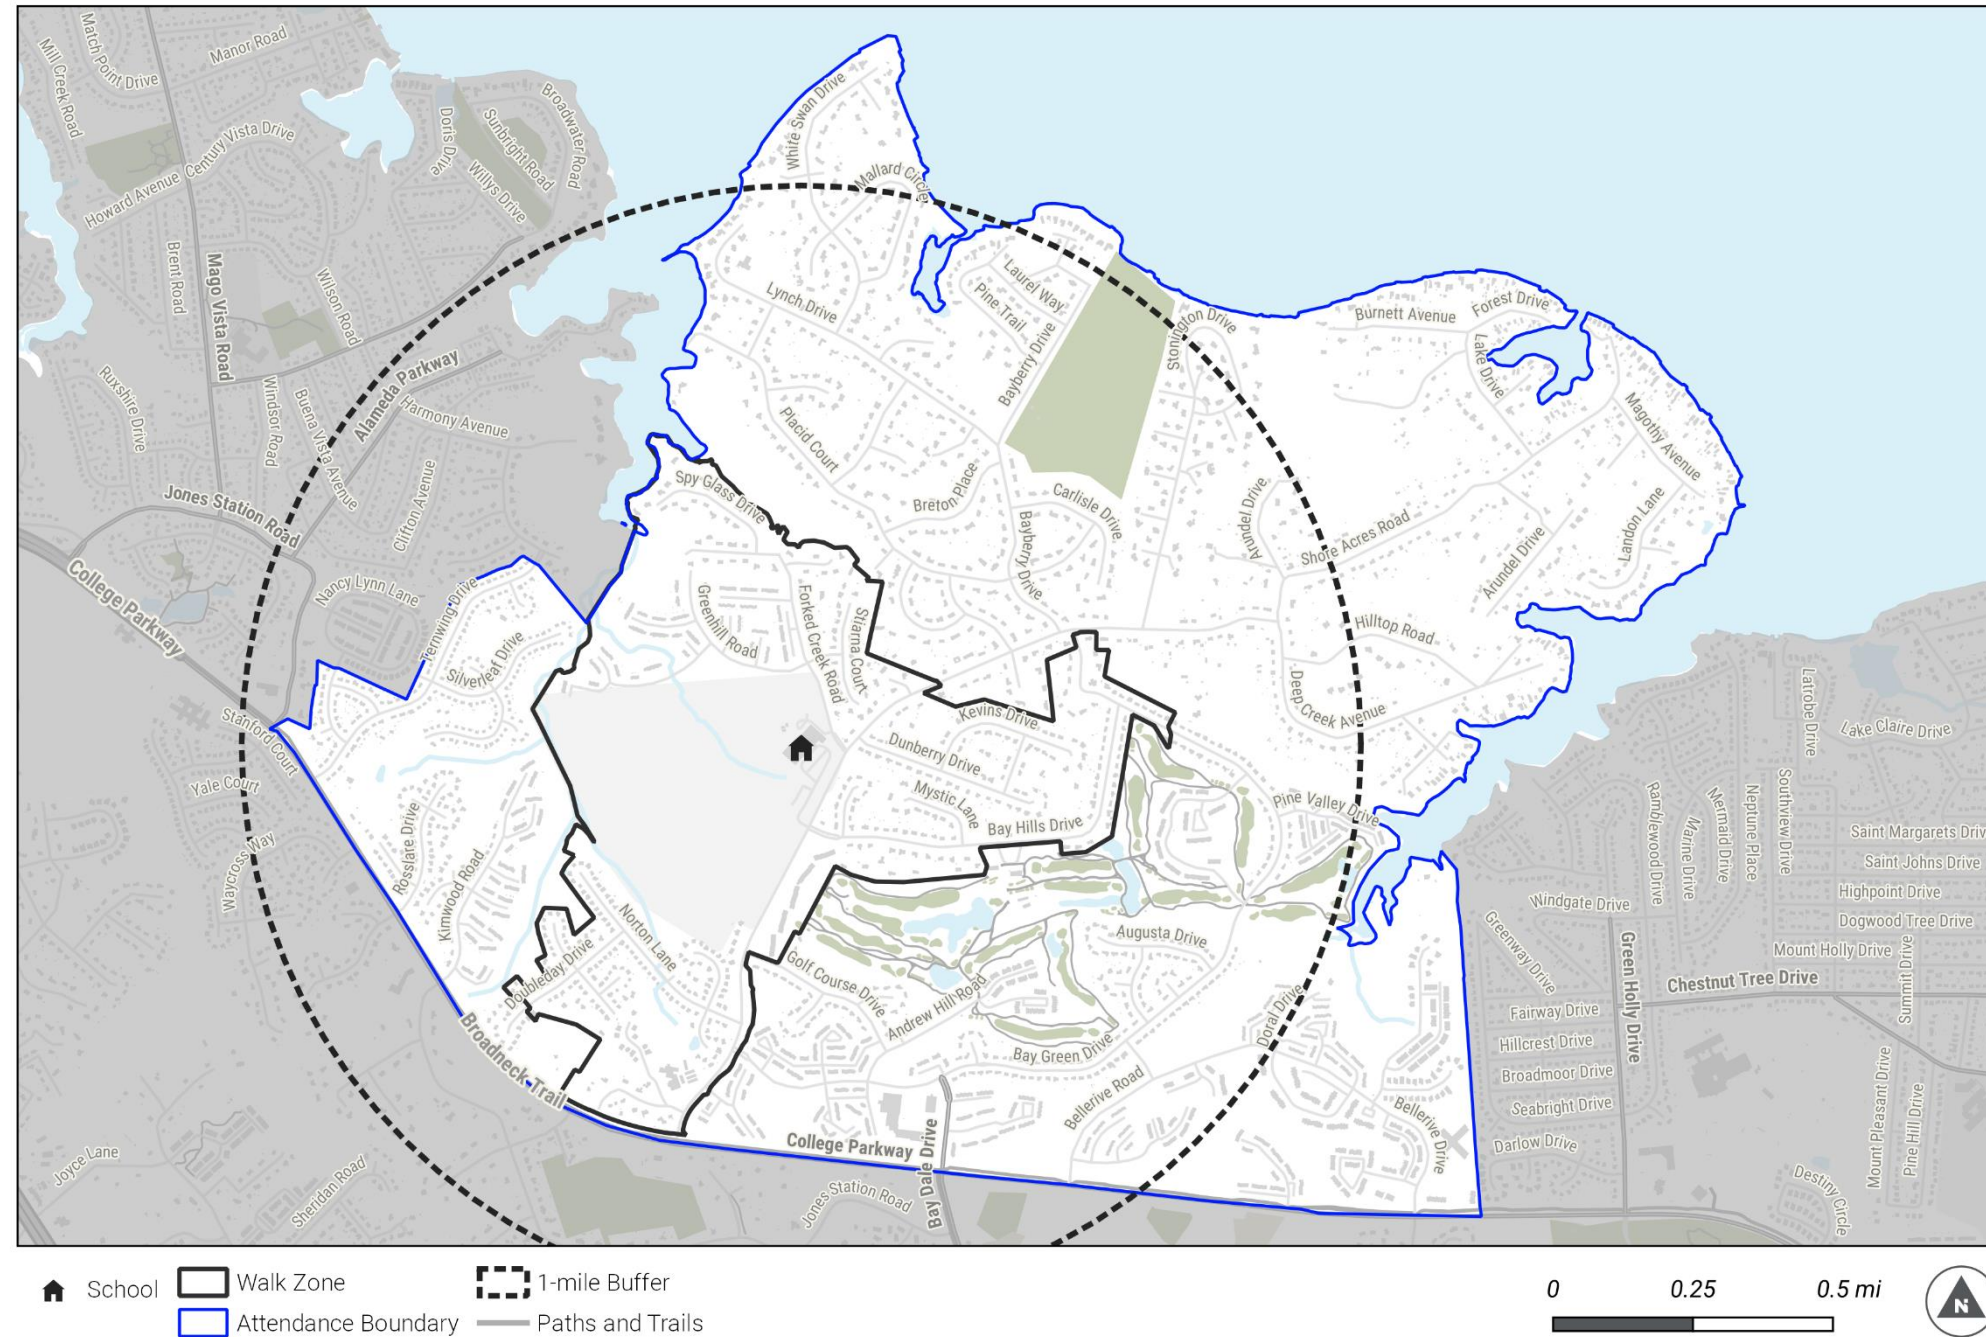 Match Point Drive
Manor Road
Mill Creek Road
Broadwater Road
Doris Drive
Sunbright Road
Willys Drive
Howard Avenue
Century Vista Drive
White Swan Drive
Mallard Circle
Brent Road
Mago Vista Road
Wilson Road
Lynch Drive
Laurel Way
Pine Trail
Bayberry Drive
Stonington Drive
Burnett Avenue
Forest Drive
Lake Drive
Magothy Avenue
Ruxshire Drive
Windsor Road
Buena Vista Avenue
Alameda Parkway
Harmony Avenue
Clifton Avenue
Jones Station Road
College Parkway
Nancy Lynn Lane
Placid Court
Breton Place
Carlisle Drive
Bayberry Drive
Spy Glass Drive
Arundel Drive
Shore Acres Road
Arundel Drive
Landon Lane
Greenhill Road
Forked Creek Road
Stiarna Court
Silverleaf Drive
Hilltop Road
Deep Creek Avenue
Stanford Court
Yale Court
Waycross Way
Rosslare Drive
Kimwood Road
Kevins Drive
Dunberry Drive
Mystic Lane
Bay Hills Drive
Pine Valley Drive
Latrobe Drive
Lake Claire Drive
Ramblewood Drive
Marine Drive
Mermaid Drive
Neptune Place
Southview Drive
Saint Margarets Driv
Saint Johns Drive
Highpoint Drive
Dogwood Tree Drive
Mount Holly Drive
Windgate Drive
Greenway Drive
Green Holly Drive
Chestnut Tree Drive
Summit Drive
Norton Lane
Doubleday Drive
Golf Course Drive
Andrew Hill Road
Augusta Drive
Bay Green Drive
Doral Drive
Bellerive Road
Bellerive Drive
Fairway Drive
Hillcrest Drive
Broadmoor Drive
Seabright Drive
Darlow Drive
Mount Pleasant Drive
Pine Hill Drive
Destiny Circle
Broadneck Trail
College Parkway
Bay Dale Drive
Jones Station Road
Joyce Lane
Sheridan Road
School
Walk Zone
1-mile Buffer
Attendance Boundary
Paths and Trails
0 0.25 0.5 mi
N